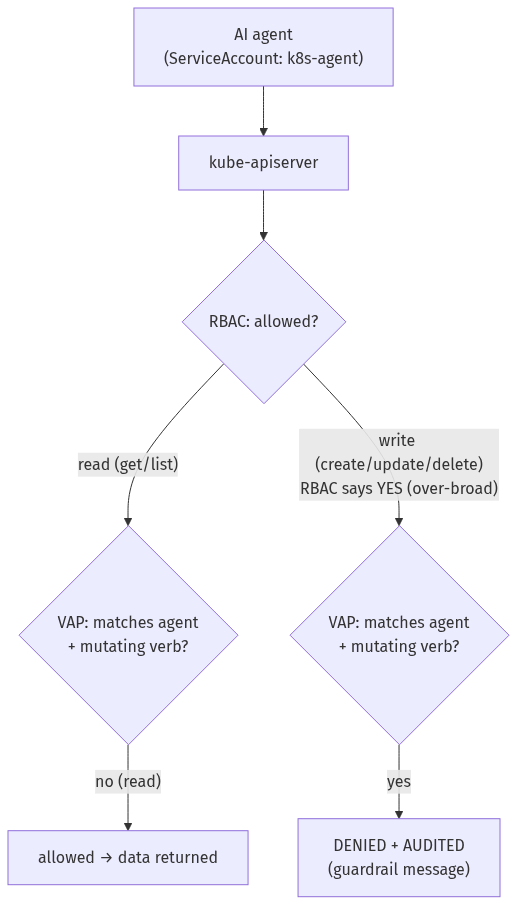 AI agent
(ServiceAccount: k8s-agent)
kube-apiserver
RBAC: allowed?
read (get/list)
write
(create/update/delete)
RBAC says YES (over-broad)
VAP: matches agent
+ mutating verb?
VAP: matches agent
+ mutating verb?
no (read)
yes
allowed → data returned
DENIED + AUDITED
(guardrail message)